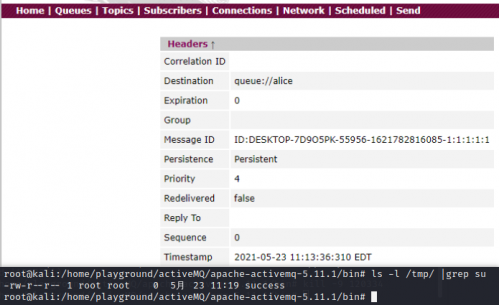 Home | Queues | Topics | Subscribers | Connections | Network | Scheduled | Send
Headers ↑
Correlation ID
Destination queue://alice
Expiration 0
Group
Message ID ID:DESKTOP-7D9O5PK-55956-1621782816085-1:1:1:1:1
Persistence Persistent
Priority 4
Redelivered false
Reply To
Sequence 0
Timestamp 2021-05-23 11:13:36:310 EDT
root@kali:/home/playground/activeMQ/apache-activemq-5.11.1/bin# ls -l /tmp/ |grep su
-rw-r--r-- 1 root root 0 5月 23 11:19 success
root@kali:/home/playground/activeMQ/apache-activemq-5.11.1/bin#